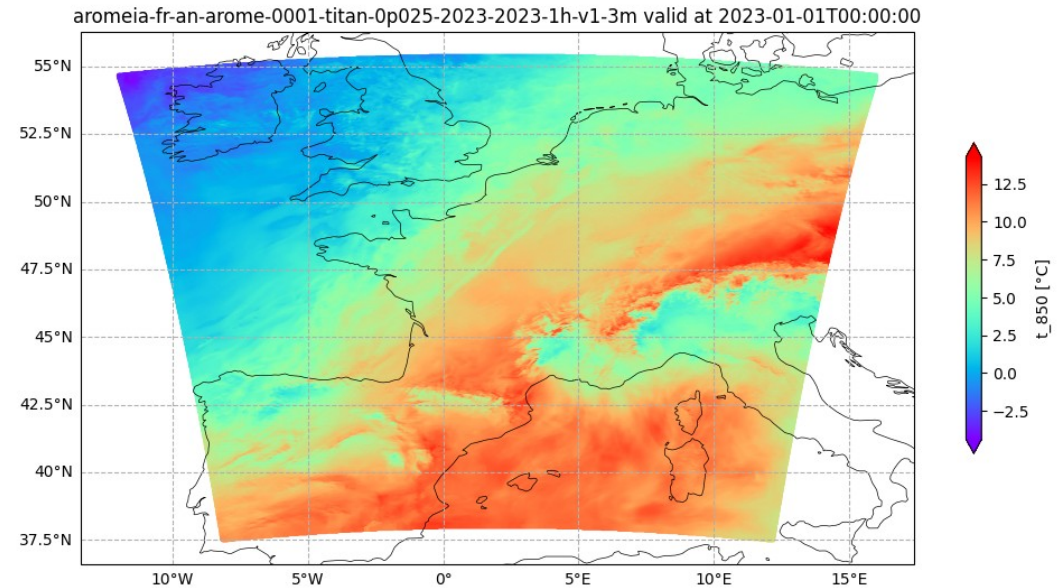 aromeia-fr-an-arome-0001-titan-0p025-2023-2023-1h-v1-3m valid at 2023-01-01T00:00:00
55°N
52.5°N
50°N
47.5°N
45°N
42.5°N
40°N
37.5°N
10°W
5°W
0°
5°E
10°E
15°E
12.5
10.0
7.5
5.0
2.5
0.0
−2.5
t_850 [°C]